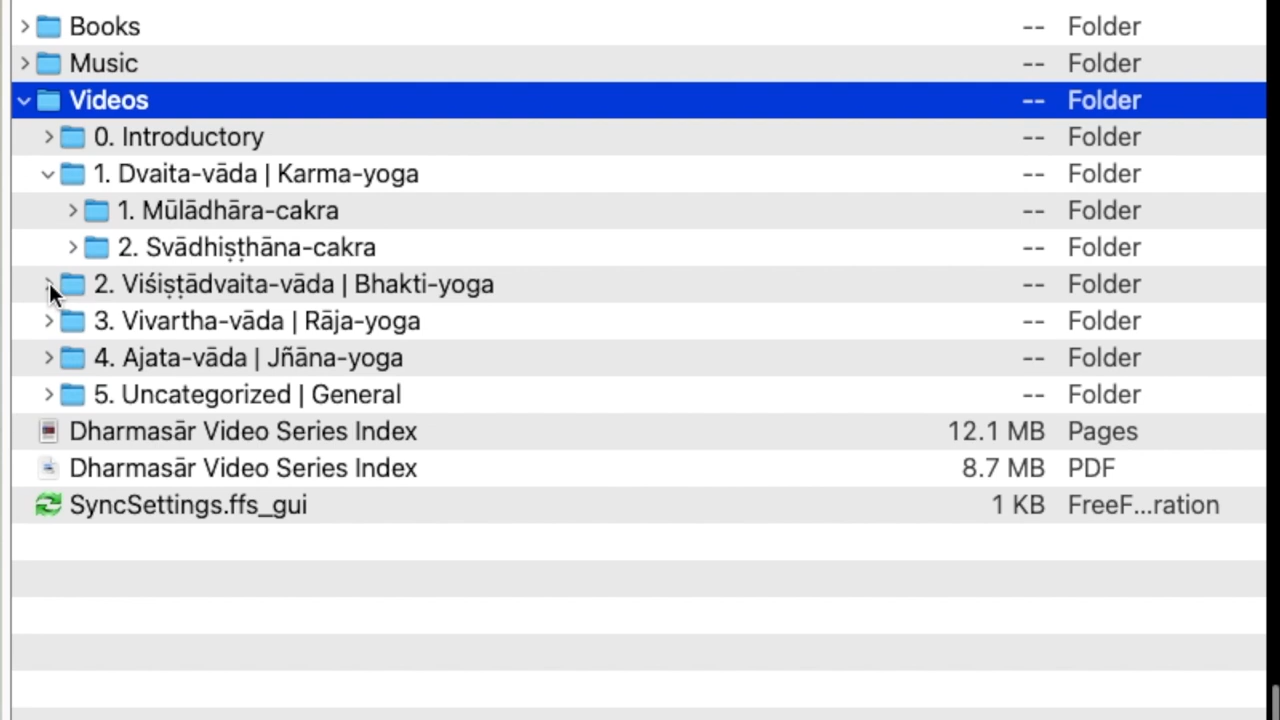 Books -- Folder
Music -- Folder
Videos -- Folder
0. Introductory -- Folder
1. Dvaita-vāda | Karma-yoga -- Folder
1. Mūlādhāra-cakra -- Folder
2. Svādhiṣṭhāna-cakra -- Folder
2. Viśiṣṭādvaita-vāda | Bhakti-yoga -- Folder
3. Vivartha-vāda | Rāja-yoga -- Folder
4. Ajata-vāda | Jñāna-yoga -- Folder
5. Uncategorized | General -- Folder
Dharmasār Video Series Index 12.1 MB Pages
Dharmasār Video Series Index 8.7 MB PDF
SyncSettings.ffs_gui 1 KB FreeF...ration